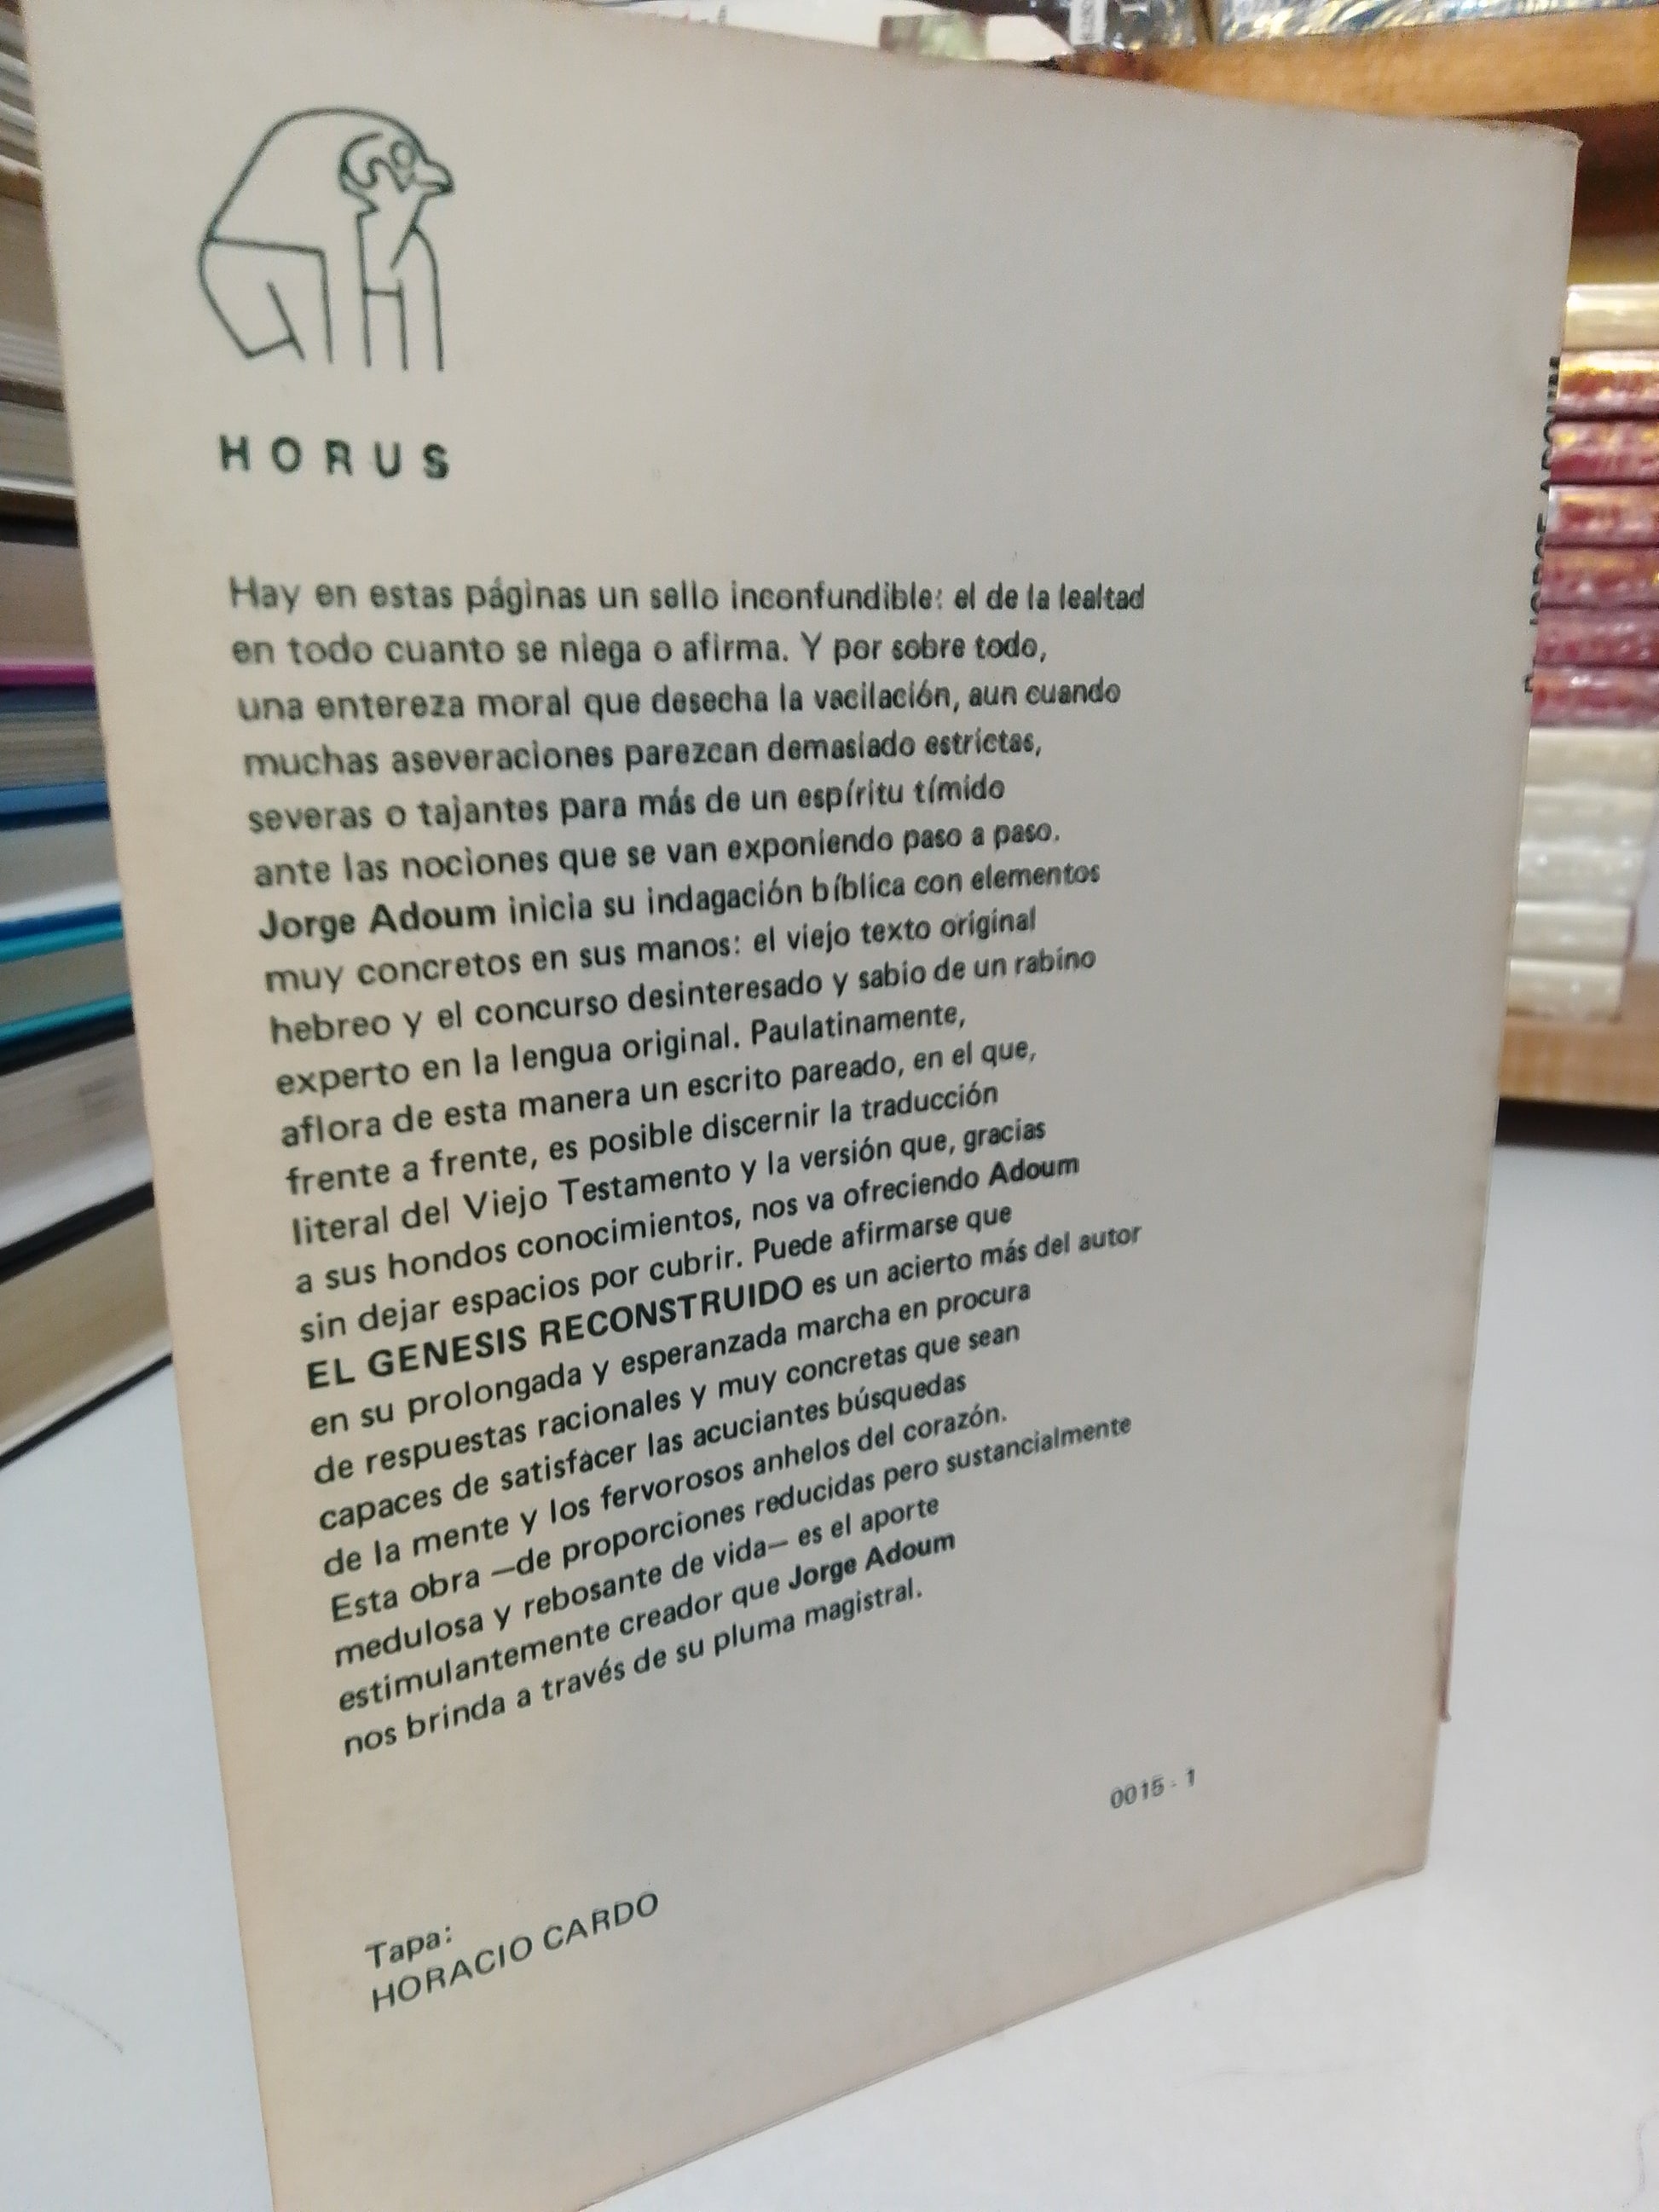 HORUS
Hay en estas páginas un sello inconfundible: el de la lealtad
en todo cuanto se niega o afirma. Y por sobre todo,
una entereza moral que desecha la vacilación, aun cuando
muchas aseveraciones parezcan demasiado estrictas,
severas o tajantes para más de un espíritu tímido
ante las nociones que se van exponiendo paso a paso.
Jorge Adoum inicia su indagación bíblica con elementos
muy concretos en sus manos: el viejo texto original
hebreo y el concurso desinteresado y sabio de un rabino
experto en la lengua original. Paulatinamente,
aflora de esta manera un escrito pareado, en el que,
frente a frente, es posible discernir la traducción
literal del Viejo Testamento y la versión que, gracias
a sus hondos conocimientos, nos va ofreciendo Adoum
sin dejar espacios por cubrir. Puede afirmarse que
EL GENESIS RECONSTRUIDO es un acierto más del autor
en su prolongada y esperanzada marcha en procura
de respuestas racionales y muy concretas que sean
capaces de satisfacer las acuciantes búsquedas
de la mente y los fervorosos anhelos del corazón.
Esta obra —de proporciones reducidas pero sustancialmente
medulosa y rebosante de vida— es el aporte
estimulantemente creador que Jorge Adoum
nos brinda a través de su pluma magistral.
0015-1
Tapa:
HORACIO CARDO
JORGE ADOUM